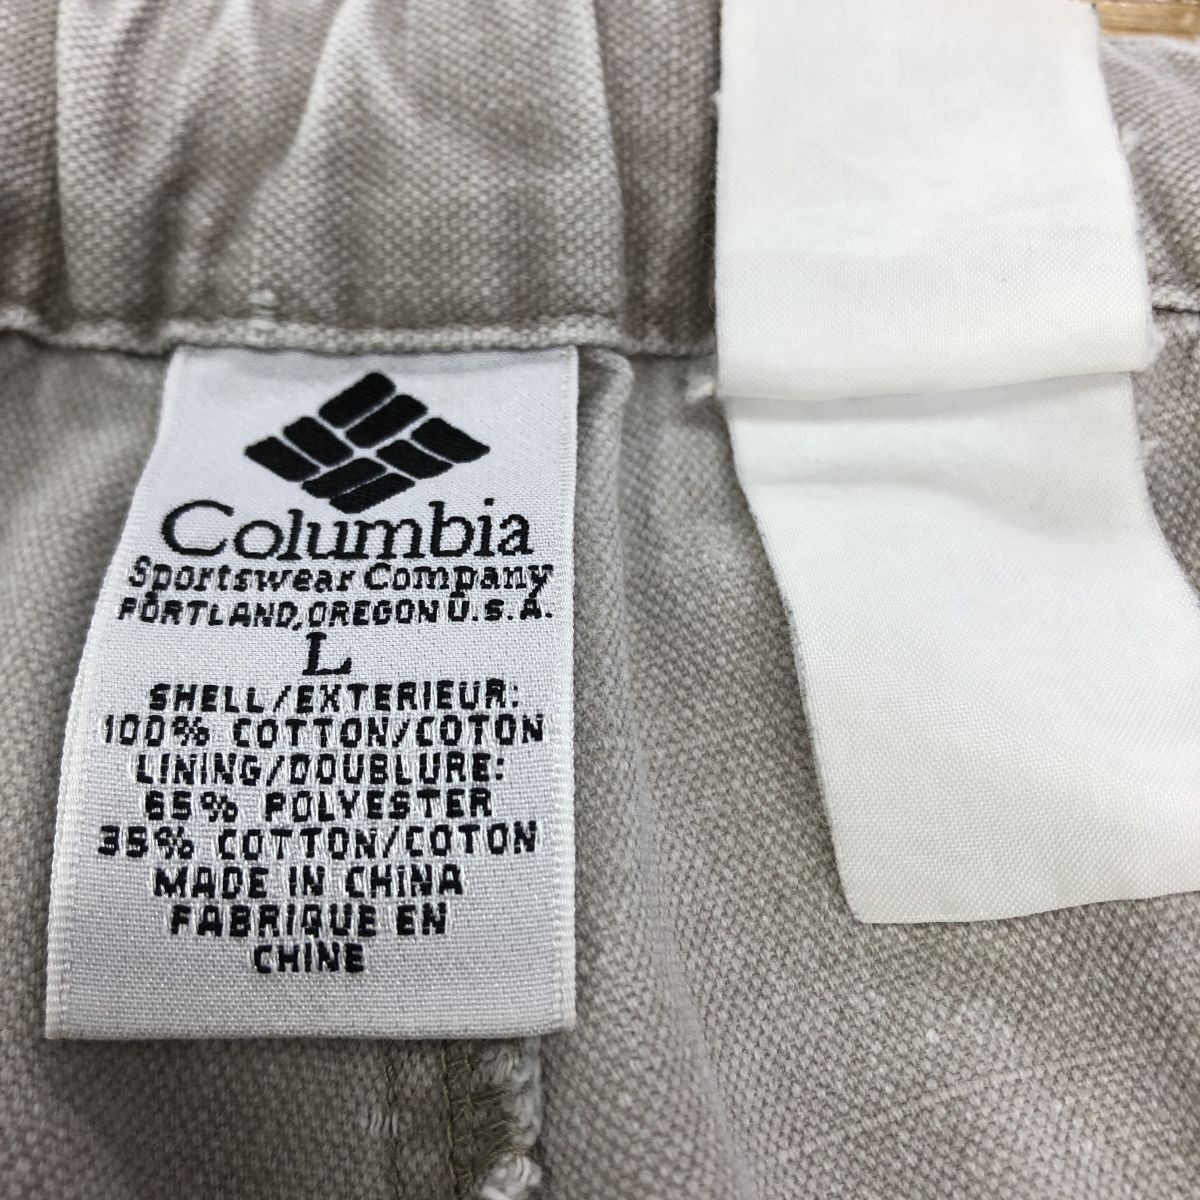 Columbia
Sportswear Company
PORTLAND, OREGON U.S.A.
L
SHELL/EXTERIEUR:
100% COTTON/COTON
LINING/DOUBLURE:
65% POLYESTER
35% COTTON/COTON
MADE IN CHINA
FABRIQUE EN
CHINE